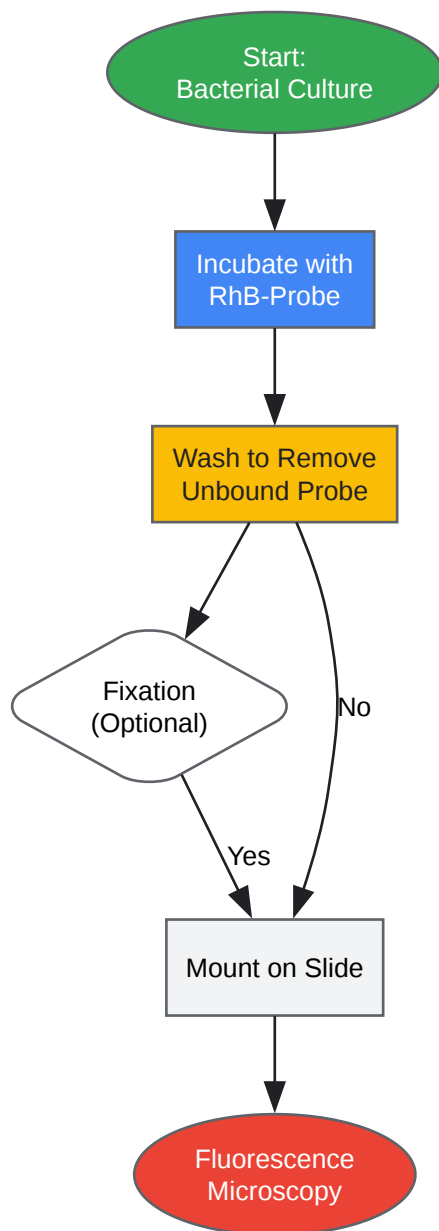 Start:
Bacterial Culture
Incubate with
RhB-Probe
Wash to Remove
Unbound Probe
Fixation
(Optional)
No
Yes
Mount on Slide
Fluorescence
Microscopy